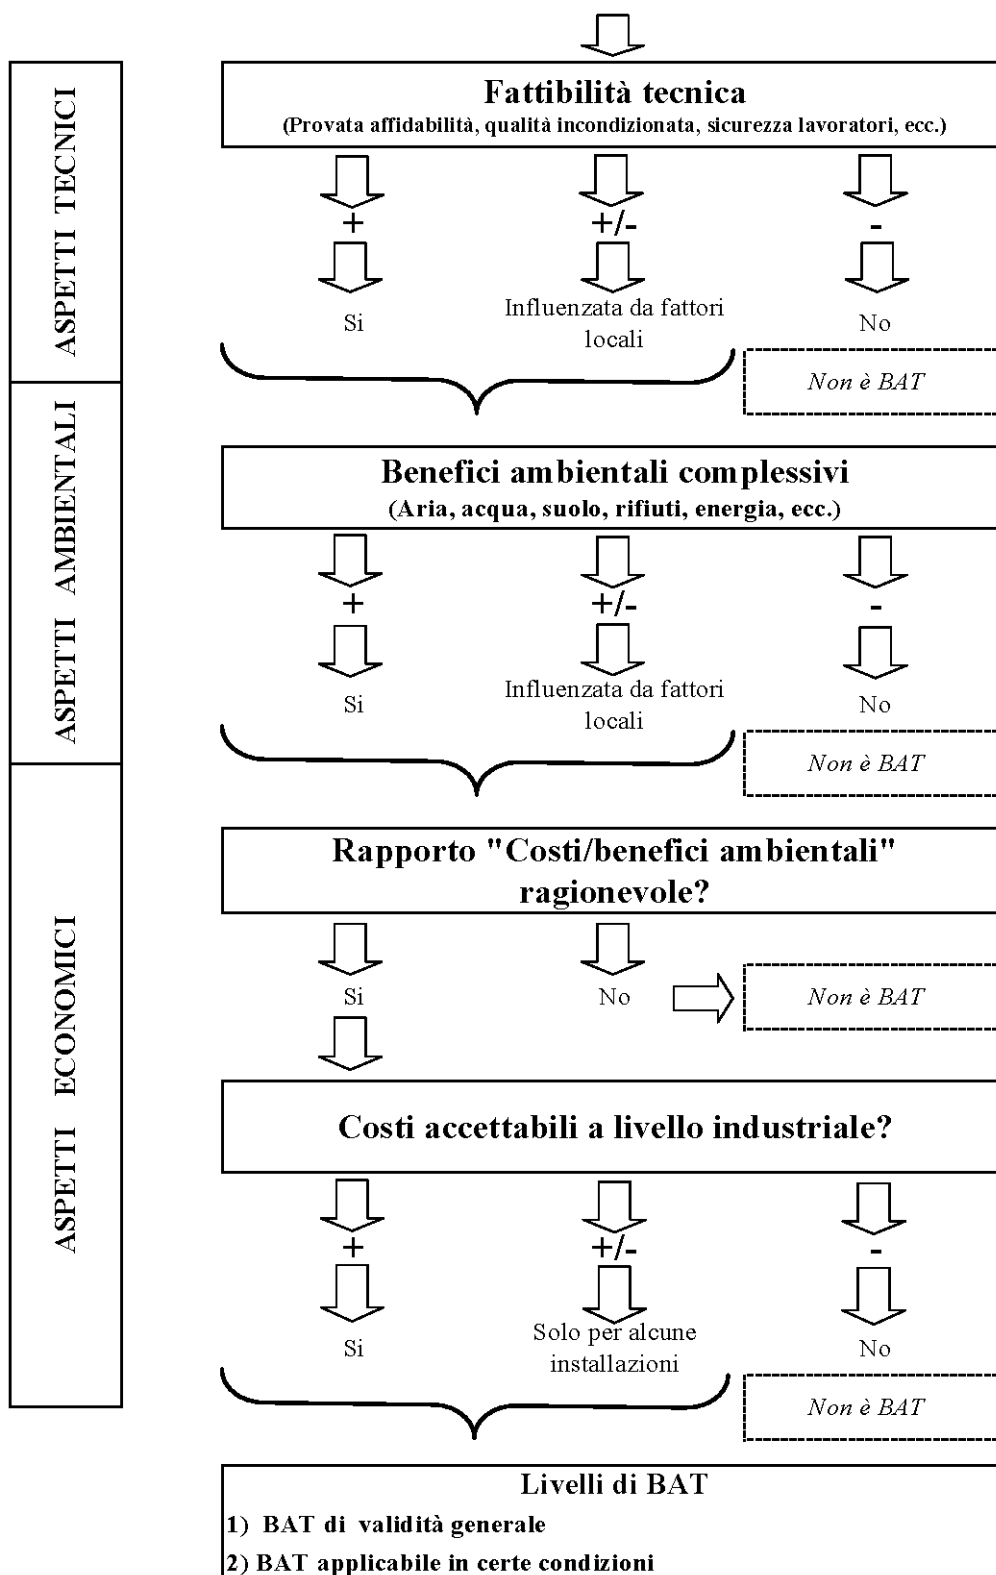 ASPETTI TECNICI
Fattibilità tecnica
(Provata affidabilità, qualità incondizionata, sicurezza lavoratori, ecc.)
+ +/- -
Si Influenzata da fattori locali No
Non è BAT
ASPETTI AMBIENTALI
Benefici ambientali complessivi
(Aria, acqua, suolo, rifiuti, energia, ecc.)
+ +/- -
Si Influenzata da fattori locali No
Non è BAT
ASPETTI ECONOMICI
Rapporto "Costi/benefici ambientali"
ragionevole?
Si No Non è BAT
Costi accettabili a livello industriale?
+ +/- -
Si Solo per alcune installazioni No
Non è BAT
Livelli di BAT
1) BAT di validità generale
2) BAT applicabile in certe condizioni